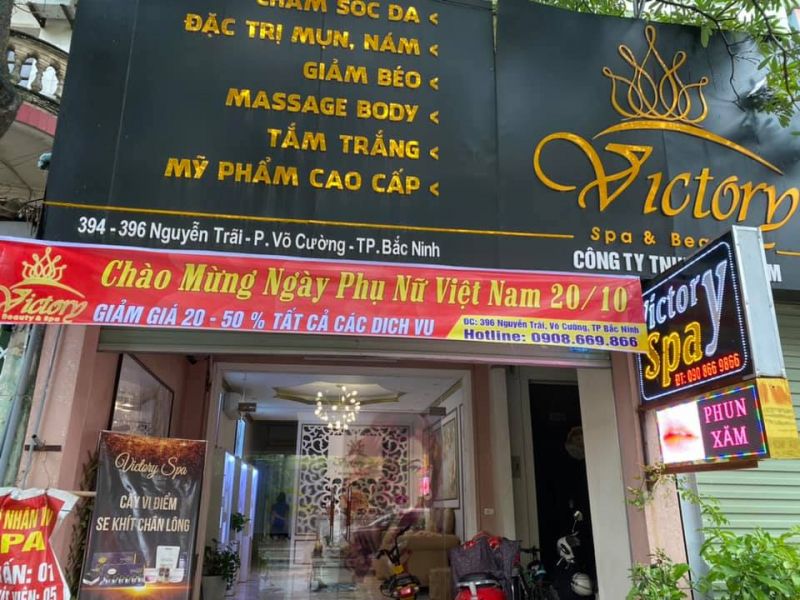 CHĂM SÓC DA <
ĐẶC TRỊ MỤN, NÁM <
GIẢM BÉO <
MASSAGE BODY <
TẮM TRẮNG <
MỸ PHẨM CAO CẤP <
394 - 396 Nguyễn Trãi - P. Võ Cường - TP. Bắc Ninh
Victory
Spa &
CÔNG TY
Victory
Beauty & Spa
Chào Mừng Ngày Phụ Nữ Việt Nam 20/10
GIẢM GIÁ 20 - 50 % TẤT CẢ CÁC DỊCH VỤ
ĐC: 396 Nguyễn Trãi, Võ Cường, TP Bắc Ninh
Hotline: 0908.669.866
Victory
Spa
ĐT: 090 866 9866
PHUN
XĂM
Victory Spa
CẤY VI ĐIỂM
SE KHÍT CHÂN LÔNG
NHÂN
SPA
01
VIÊN: 05